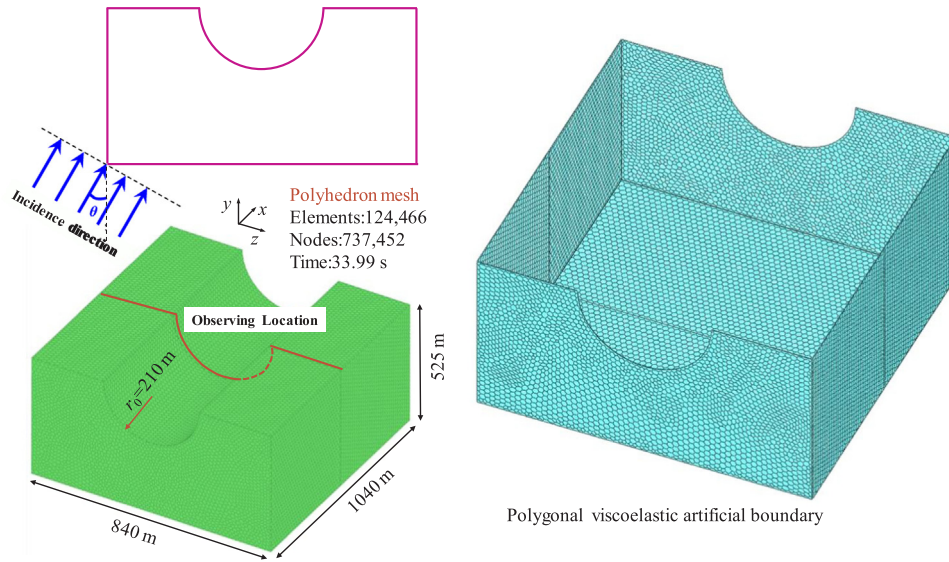 Incidence direction
θ
y
x
z
Polyhedron mesh
Elements:124,466
Nodes:737,452
Time:33.99 s
Observing Location
r₀=210 m
525 m
1040 m
840 m
Polygonal viscoelastic artificial boundary